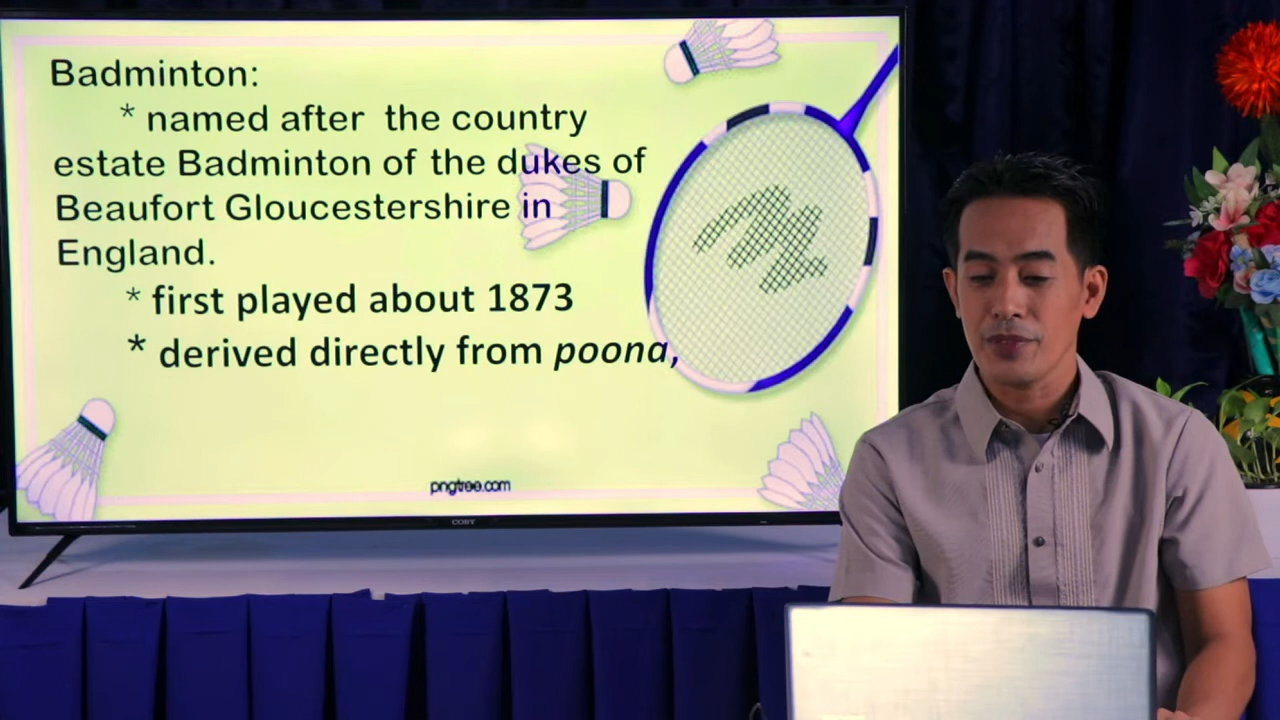 Badminton:
* named after the country
estate Badminton of the dukes of
Beaufort Gloucestershire in
England.
* first played about 1873
* derived directly from poona,
pngtree.com
COBY